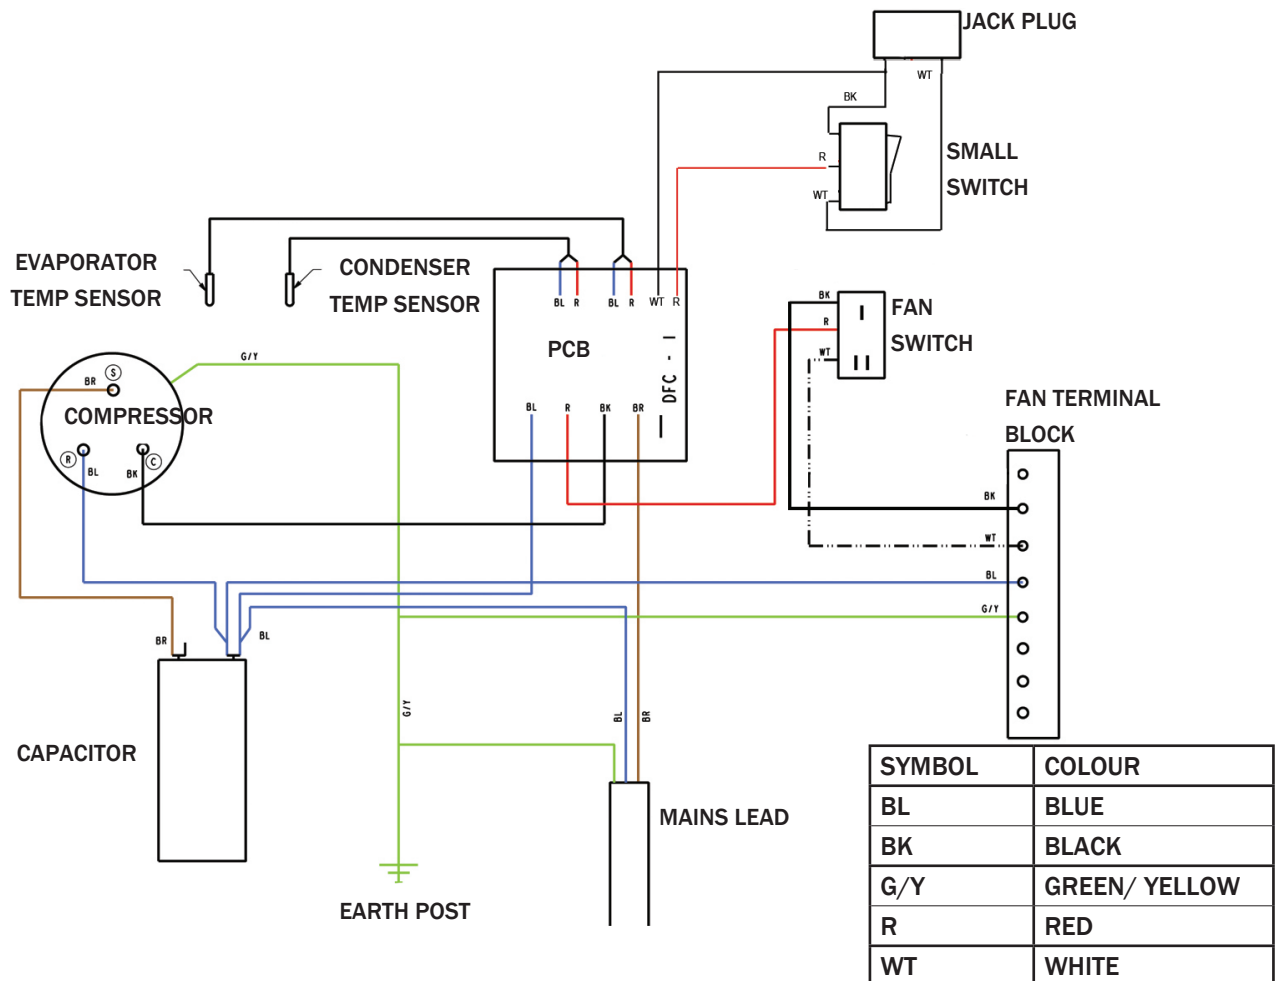 JACK PLUG
WT
BK
SMALL
SWITCH
R
WT
EVAPORATOR
TEMP SENSOR
CONDENSER
TEMP SENSOR
BL R BL R WT R
PCB
DFC - I
BL R BK BR
BK
R
WT
I
II
FAN
SWITCH
G/Y
S
BR
COMPRESSOR
R
BL
BK
C
FAN TERMINAL
BLOCK
BK
WT
BL
G/Y
BR
BL
CAPACITOR
G/Y
BL
BR
MAINS LEAD
EARTH POST
SYMBOL COLOUR
BL BLUE
BK BLACK
G/Y GREEN/ YELLOW
R RED
WT WHITE